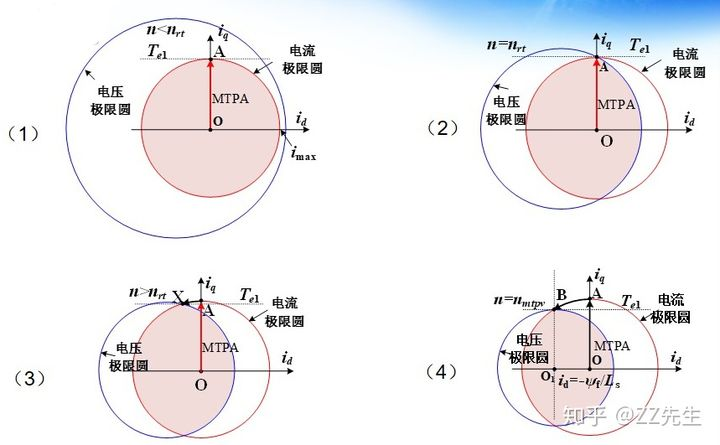 （1）
n<nrt
iq
Te1
A
电流
极限圆
电压
极限圆
MTPA
O
id
imax
（2）
n=nrt
iq
Te1
A
电流
极限圆
电压
极限圆
MTPA
O
id
（3）
n>nrt
iq
X
Te1
A
电流
极限圆
电压
极限圆
MTPA
O
id
（4）
n=nmtpv
iq
B
A
Te1
电流
极限圆
电压
极限圆
MTPA
O
id
O1
id=-ψf/Ls
知乎 @ZZ先生